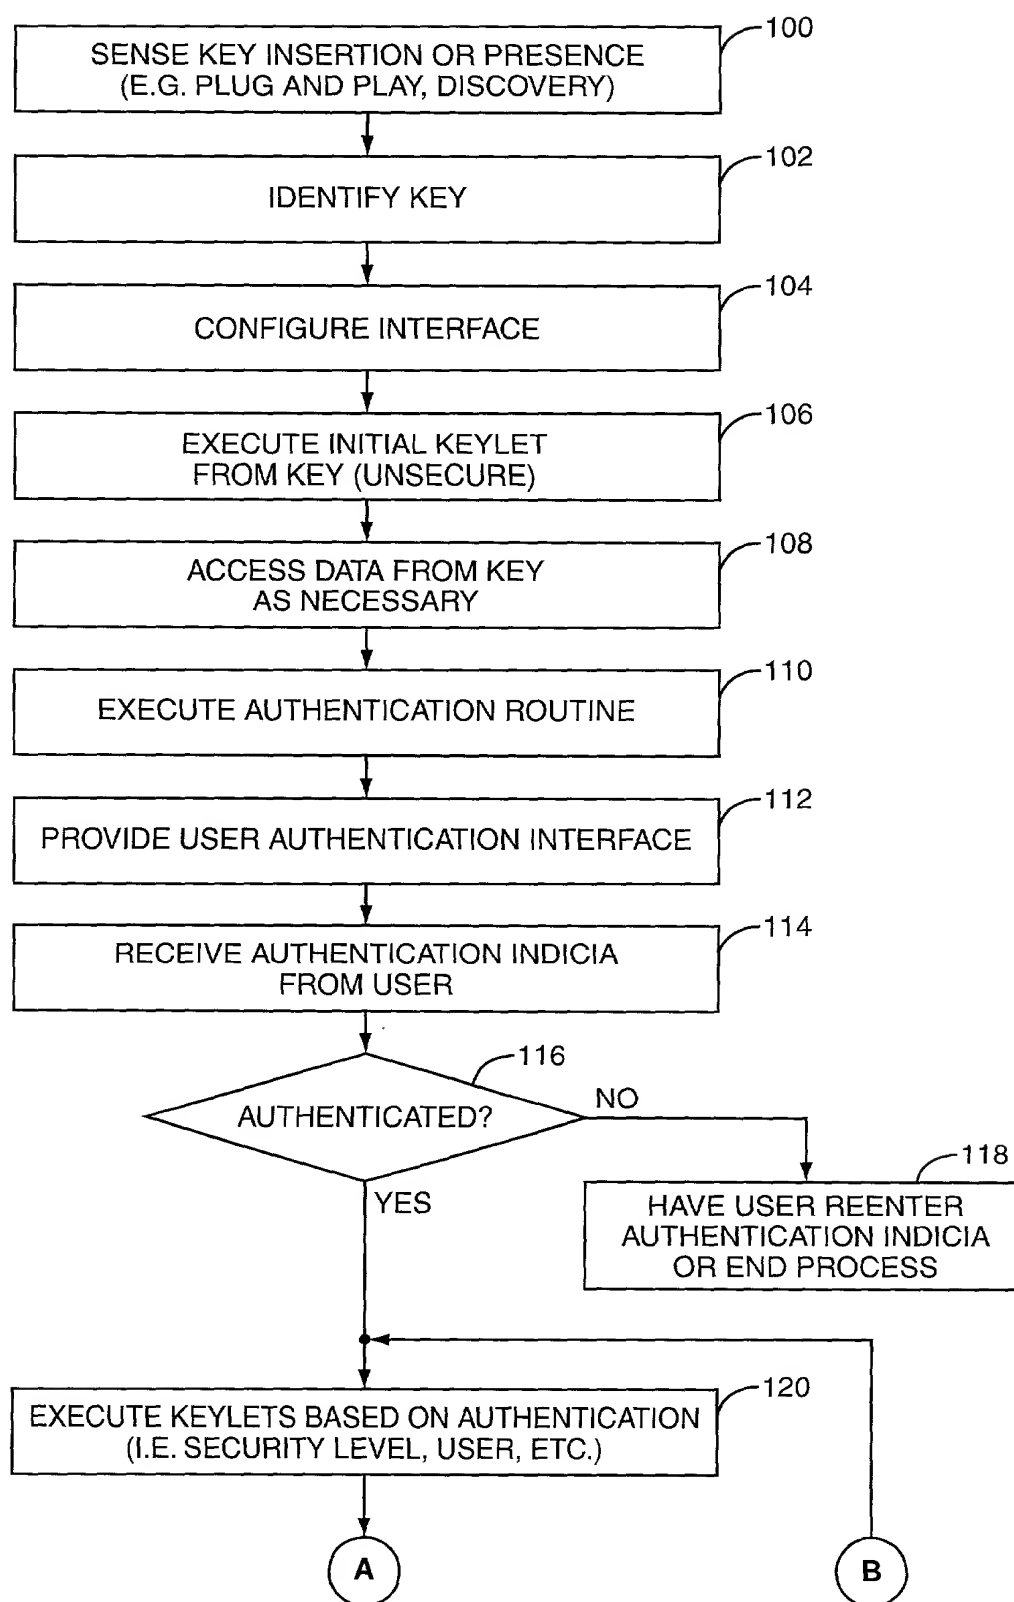 100
SENSE KEY INSERTION OR PRESENCE
(E.G. PLUG AND PLAY, DISCOVERY)
102
IDENTIFY KEY
104
CONFIGURE INTERFACE
106
EXECUTE INITIAL KEYLET
FROM KEY (UNSECURE)
108
ACCESS DATA FROM KEY
AS NECESSARY
110
EXECUTE AUTHENTICATION ROUTINE
112
PROVIDE USER AUTHENTICATION INTERFACE
114
RECEIVE AUTHENTICATION INDICIA
FROM USER
116
AUTHENTICATED?
NO
YES
118
HAVE USER REENTER
AUTHENTICATION INDICIA
OR END PROCESS
120
EXECUTE KEYLETS BASED ON AUTHENTICATION
(I.E. SECURITY LEVEL, USER, ETC.)
A
B